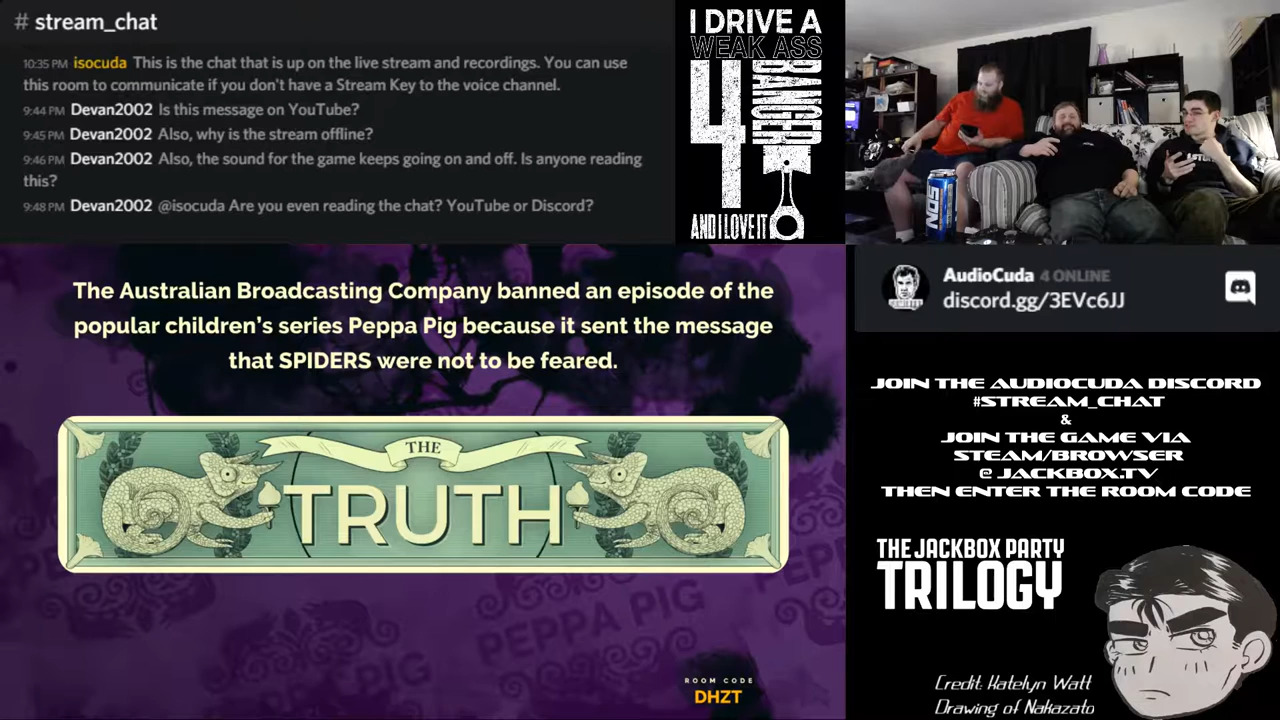 # stream_chat
10:35 PM isocuda This is the chat that is up on the live stream and recordings. You can use
this room to communicate if you don't have a Stream Key to the voice channel.
9:44 PM Devan2002 Is this message on YouTube?
9:45 PM Devan2002 Also, why is the stream offline?
9:46 PM Devan2002 Also, the sound for the game keeps going on and off. Is anyone reading
this?
9:48 PM Devan2002 @isocuda Are you even reading the chat? YouTube or Discord?
I DRIVE A
WEAK ASS
4
BANGER
BANGER
AND I LOVE IT
The Australian Broadcasting Company banned an episode of the
popular children's series Peppa Pig because it sent the message
that SPIDERS were not to be feared.
THE
TRUTH
PEPPA PIG
ROOM CODE
DHZT
AudioCuda 4 ONLINE
discord.gg/3EVc6JJ
JOIN THE AUDIOCUDA DISCORD
#STREAM_CHAT
&
JOIN THE GAME VIA
STEAM/BROWSER
@ JACKBOX.TV
THEN ENTER THE ROOM CODE
THE JACKBOX PARTY
TRILOGY
Credit: Katelyn Watt
Drawing of Nakazato